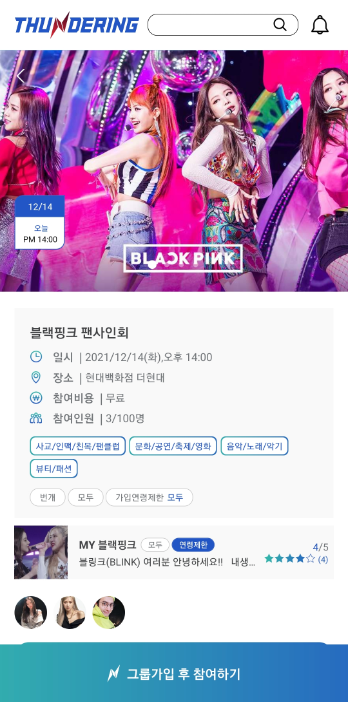 THUNDERING
12/14
오늘
PM 14:00
BLACKPINK
블랙핑크 팬사인회
일시 | 2021/12/14(화),오후 14:00
장소 | 현대백화점 더현대
참여비용 | 무료
참여인원 | 3/100명
사교/인맥/친목/팬클럽 문화/공연/축제/영화 음악/노래/악기
뷰티/패션
번개 모두 가입연령제한 모두
MY 블랙핑크 모두 연령제한 4/5
블링크(BLINK) 여러분 안녕하세요!! 내생... (4)
그룹가입 후 참여하기